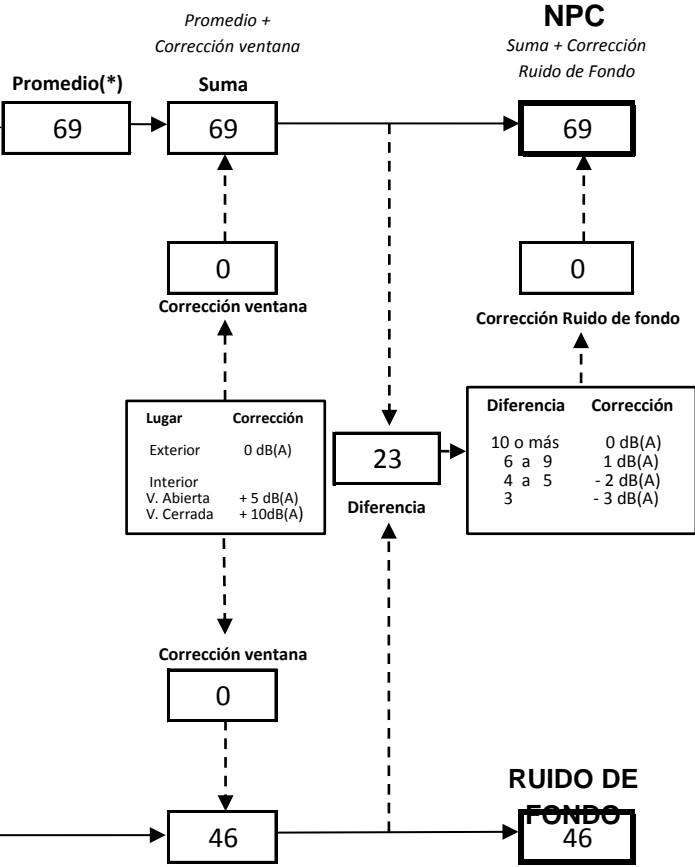 Promedio +
Corrección ventana
NPC
Suma + Corrección
Ruido de Fondo
Promedio(*)
Suma
69
69
69
0
0
Corrección ventana
Corrección Ruido de fondo
Lugar Corrección
Exterior 0 dB(A)
Interior
V. Abierta + 5 dB(A)
V. Cerrada + 10dB(A)
23
Diferencia
Diferencia Corrección
10 o más 0 dB(A)
6 a 9 1 dB(A)
4 a 5 - 2 dB(A)
3 - 3 dB(A)
Corrección ventana
0
RUIDO DE
FONDO
46
46